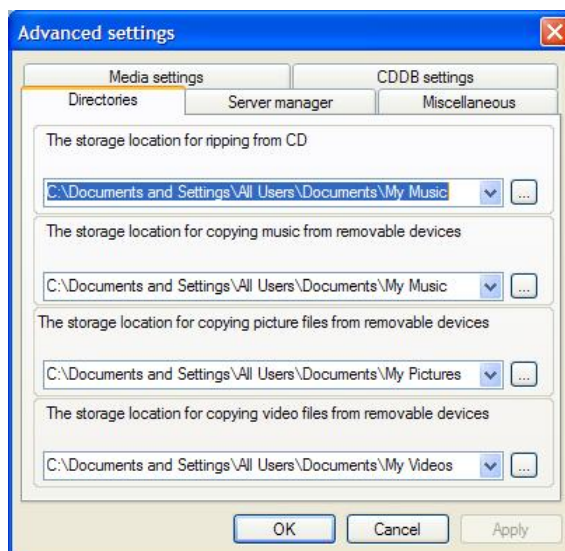 Advanced settings
Media settings
CDDB settings
Directories
Server manager
Miscellaneous
The storage location for ripping from CD
C:\Documents and Settings\All Users\Documents\My Music
...
The storage location for copying music from removable devices
C:\Documents and Settings\All Users\Documents\My Music
...
The storage location for copying picture files from removable devices
C:\Documents and Settings\All Users\Documents\My Pictures
...
The storage location for copying video files from removable devices
C:\Documents and Settings\All Users\Documents\My Videos
...
OK
Cancel
Apply